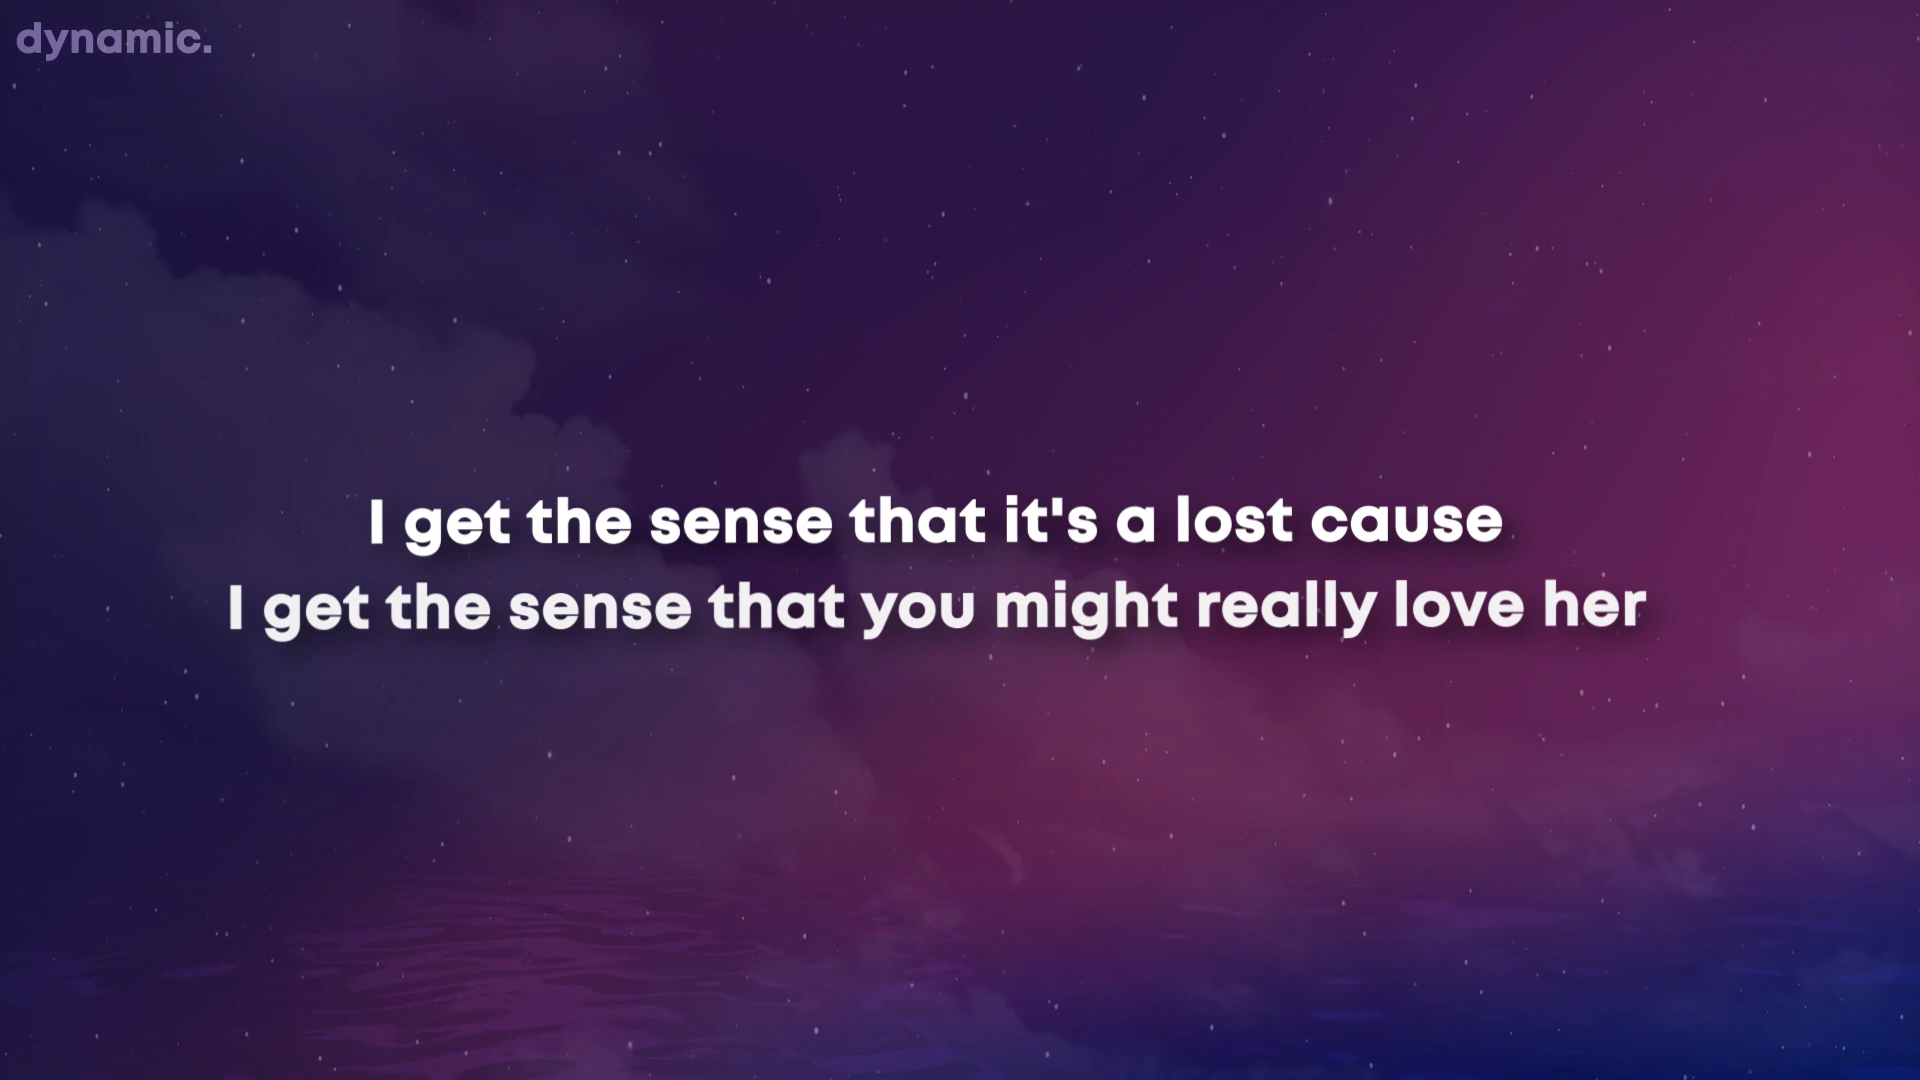 dynamic.
I get the sense that it's a lost cause
I get the sense that you might really love her